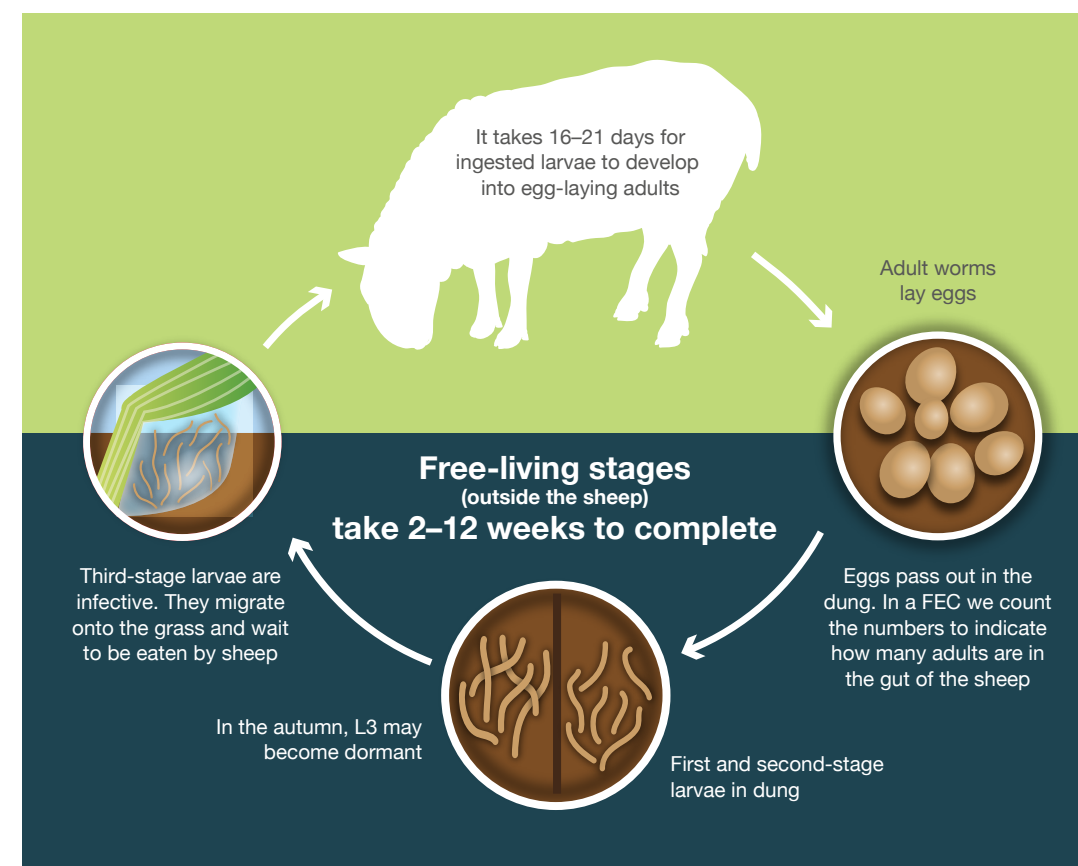 It takes 16–21 days for
ingested larvae to develop
into egg-laying adults
Adult worms
lay eggs
Free-living stages
(outside the sheep)
take 2–12 weeks to complete
Third-stage larvae are
infective. They migrate
onto the grass and wait
to be eaten by sheep
Eggs pass out in the
dung. In a FEC we count
the numbers to indicate
how many adults are in
the gut of the sheep
In the autumn, L3 may
become dormant
First and second-stage
larvae in dung